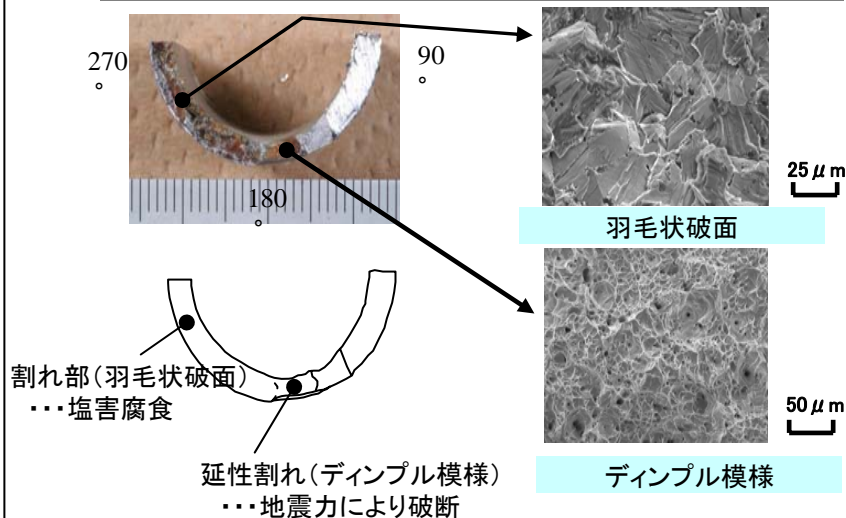 270
°
90
°
180
°
25μm
羽毛状破面
割れ部(羽毛状破面)
・・・塩害腐食
50μm
延性割れ(ディンプル模様)
・・・地震力により破断
ディンプル模様